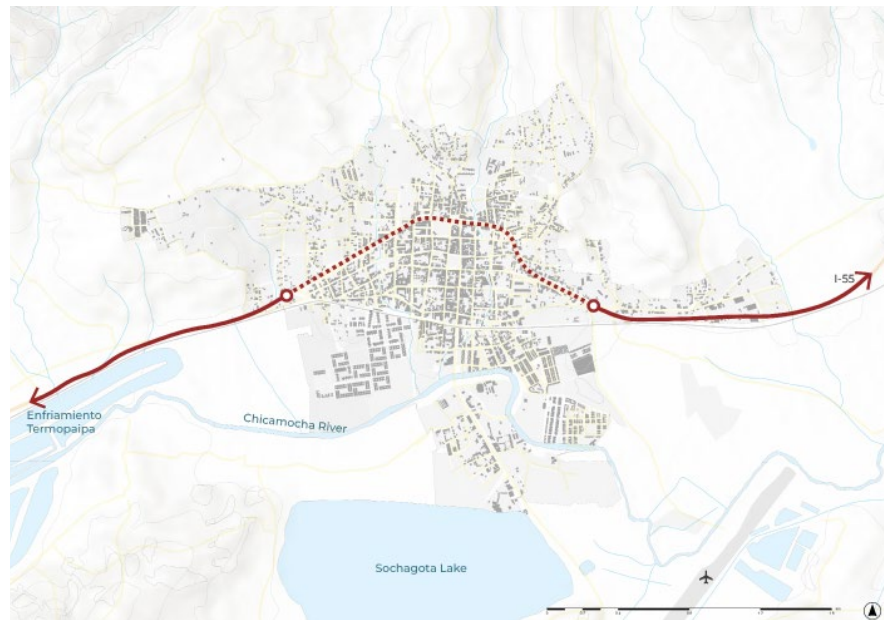 I-55
Enfriamiento
Termopaipa
Chicamocha River
Sochagota Lake